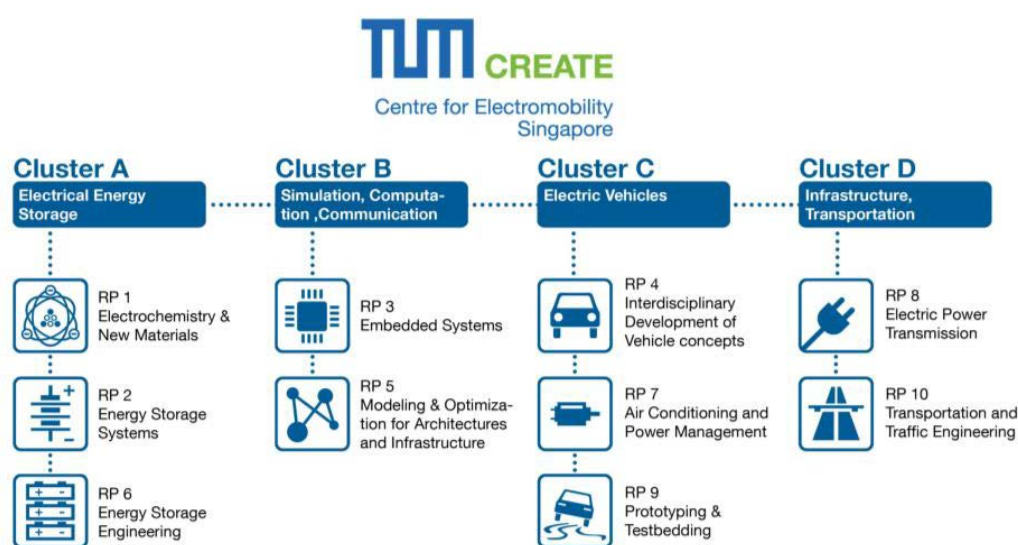 TUM CREATE
Centre for Electromobility
Singapore
Cluster A
Electrical Energy
Storage
RP 1
Electrochemistry &
New Materials
RP 2
Energy Storage
Systems
RP 6
Energy Storage
Engineering
Cluster B
Simulation, Computa-
tion ,Communication
RP 3
Embedded Systems
RP 5
Modeling & Optimiza-
tion for Architectures
and Infrastructure
Cluster C
Electric Vehicles
RP 4
Interdisciplinary
Development of
Vehicle concepts
RP 7
Air Conditioning and
Power Management
RP 9
Prototyping &
Testbedding
Cluster D
Infrastructure,
Transportation
RP 8
Electric Power
Transmission
RP 10
Transportation and
Traffic Engineering